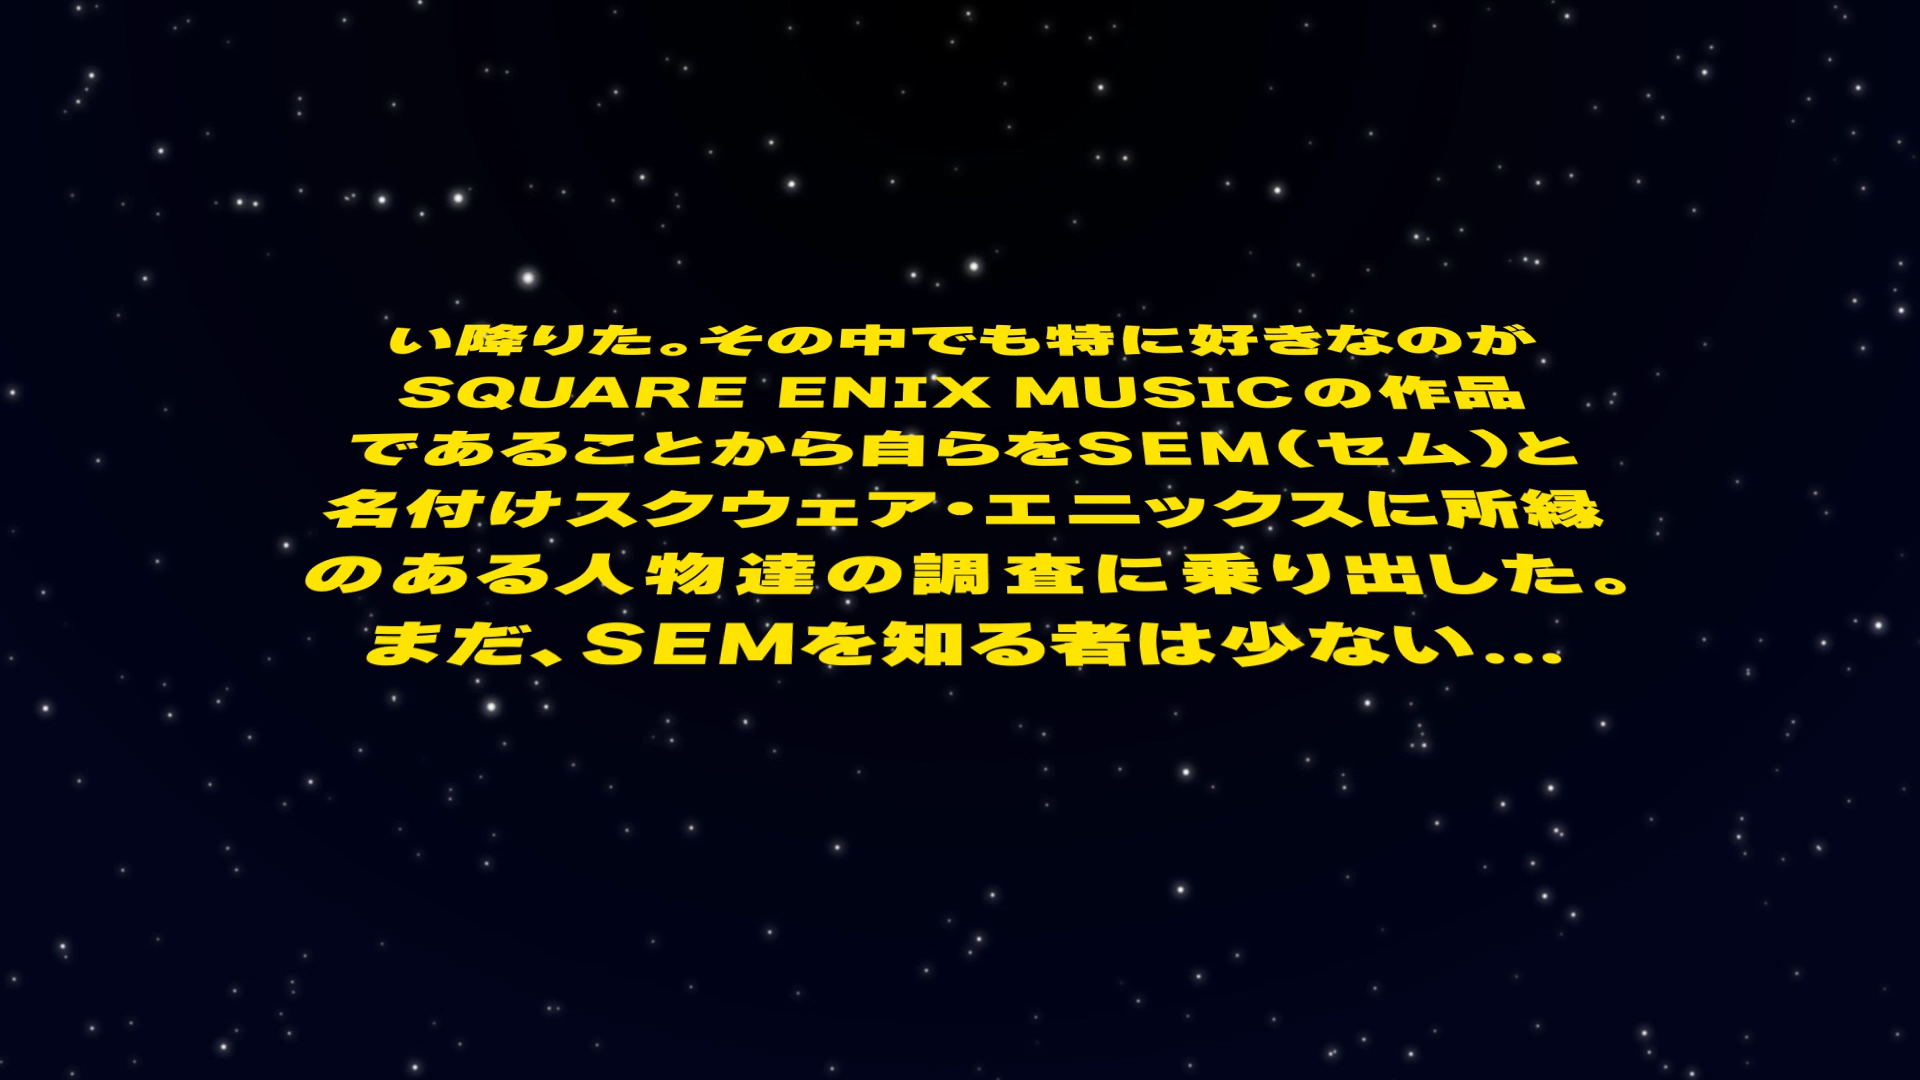 い降りた。その中でも特に好きなのが
SQUARE ENIX MUSICの作品
であることから自らをSEM(セム)と
名付けスクウェア・エニックスに所縁
のある人物達の調査に乗り出した。
まだ、SEMを知る者は少ない...